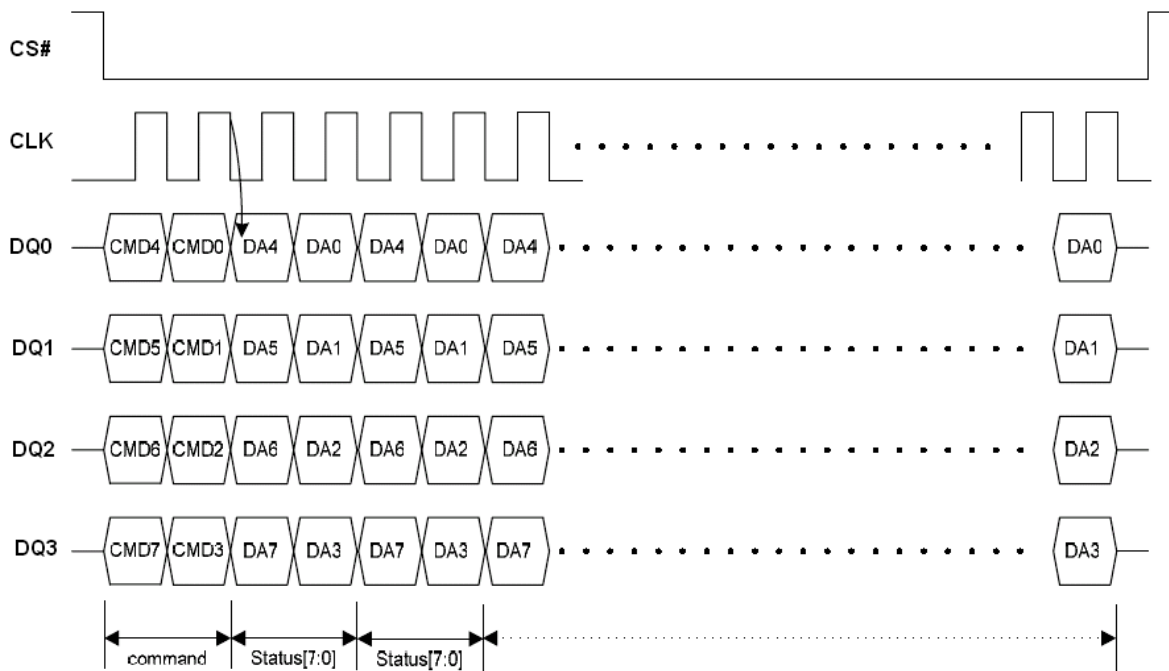 CS#
CLK
DQ0 CMD4 CMD0 DA4 DA0 DA4 DA0 DA4 DA0
DQ1 CMD5 CMD1 DA5 DA1 DA5 DA1 DA5 DA1
DQ2 CMD6 CMD2 DA6 DA2 DA6 DA2 DA6 DA2
DQ3 CMD7 CMD3 DA7 DA3 DA7 DA3 DA7 DA3
command Status[7:0] Status[7:0]